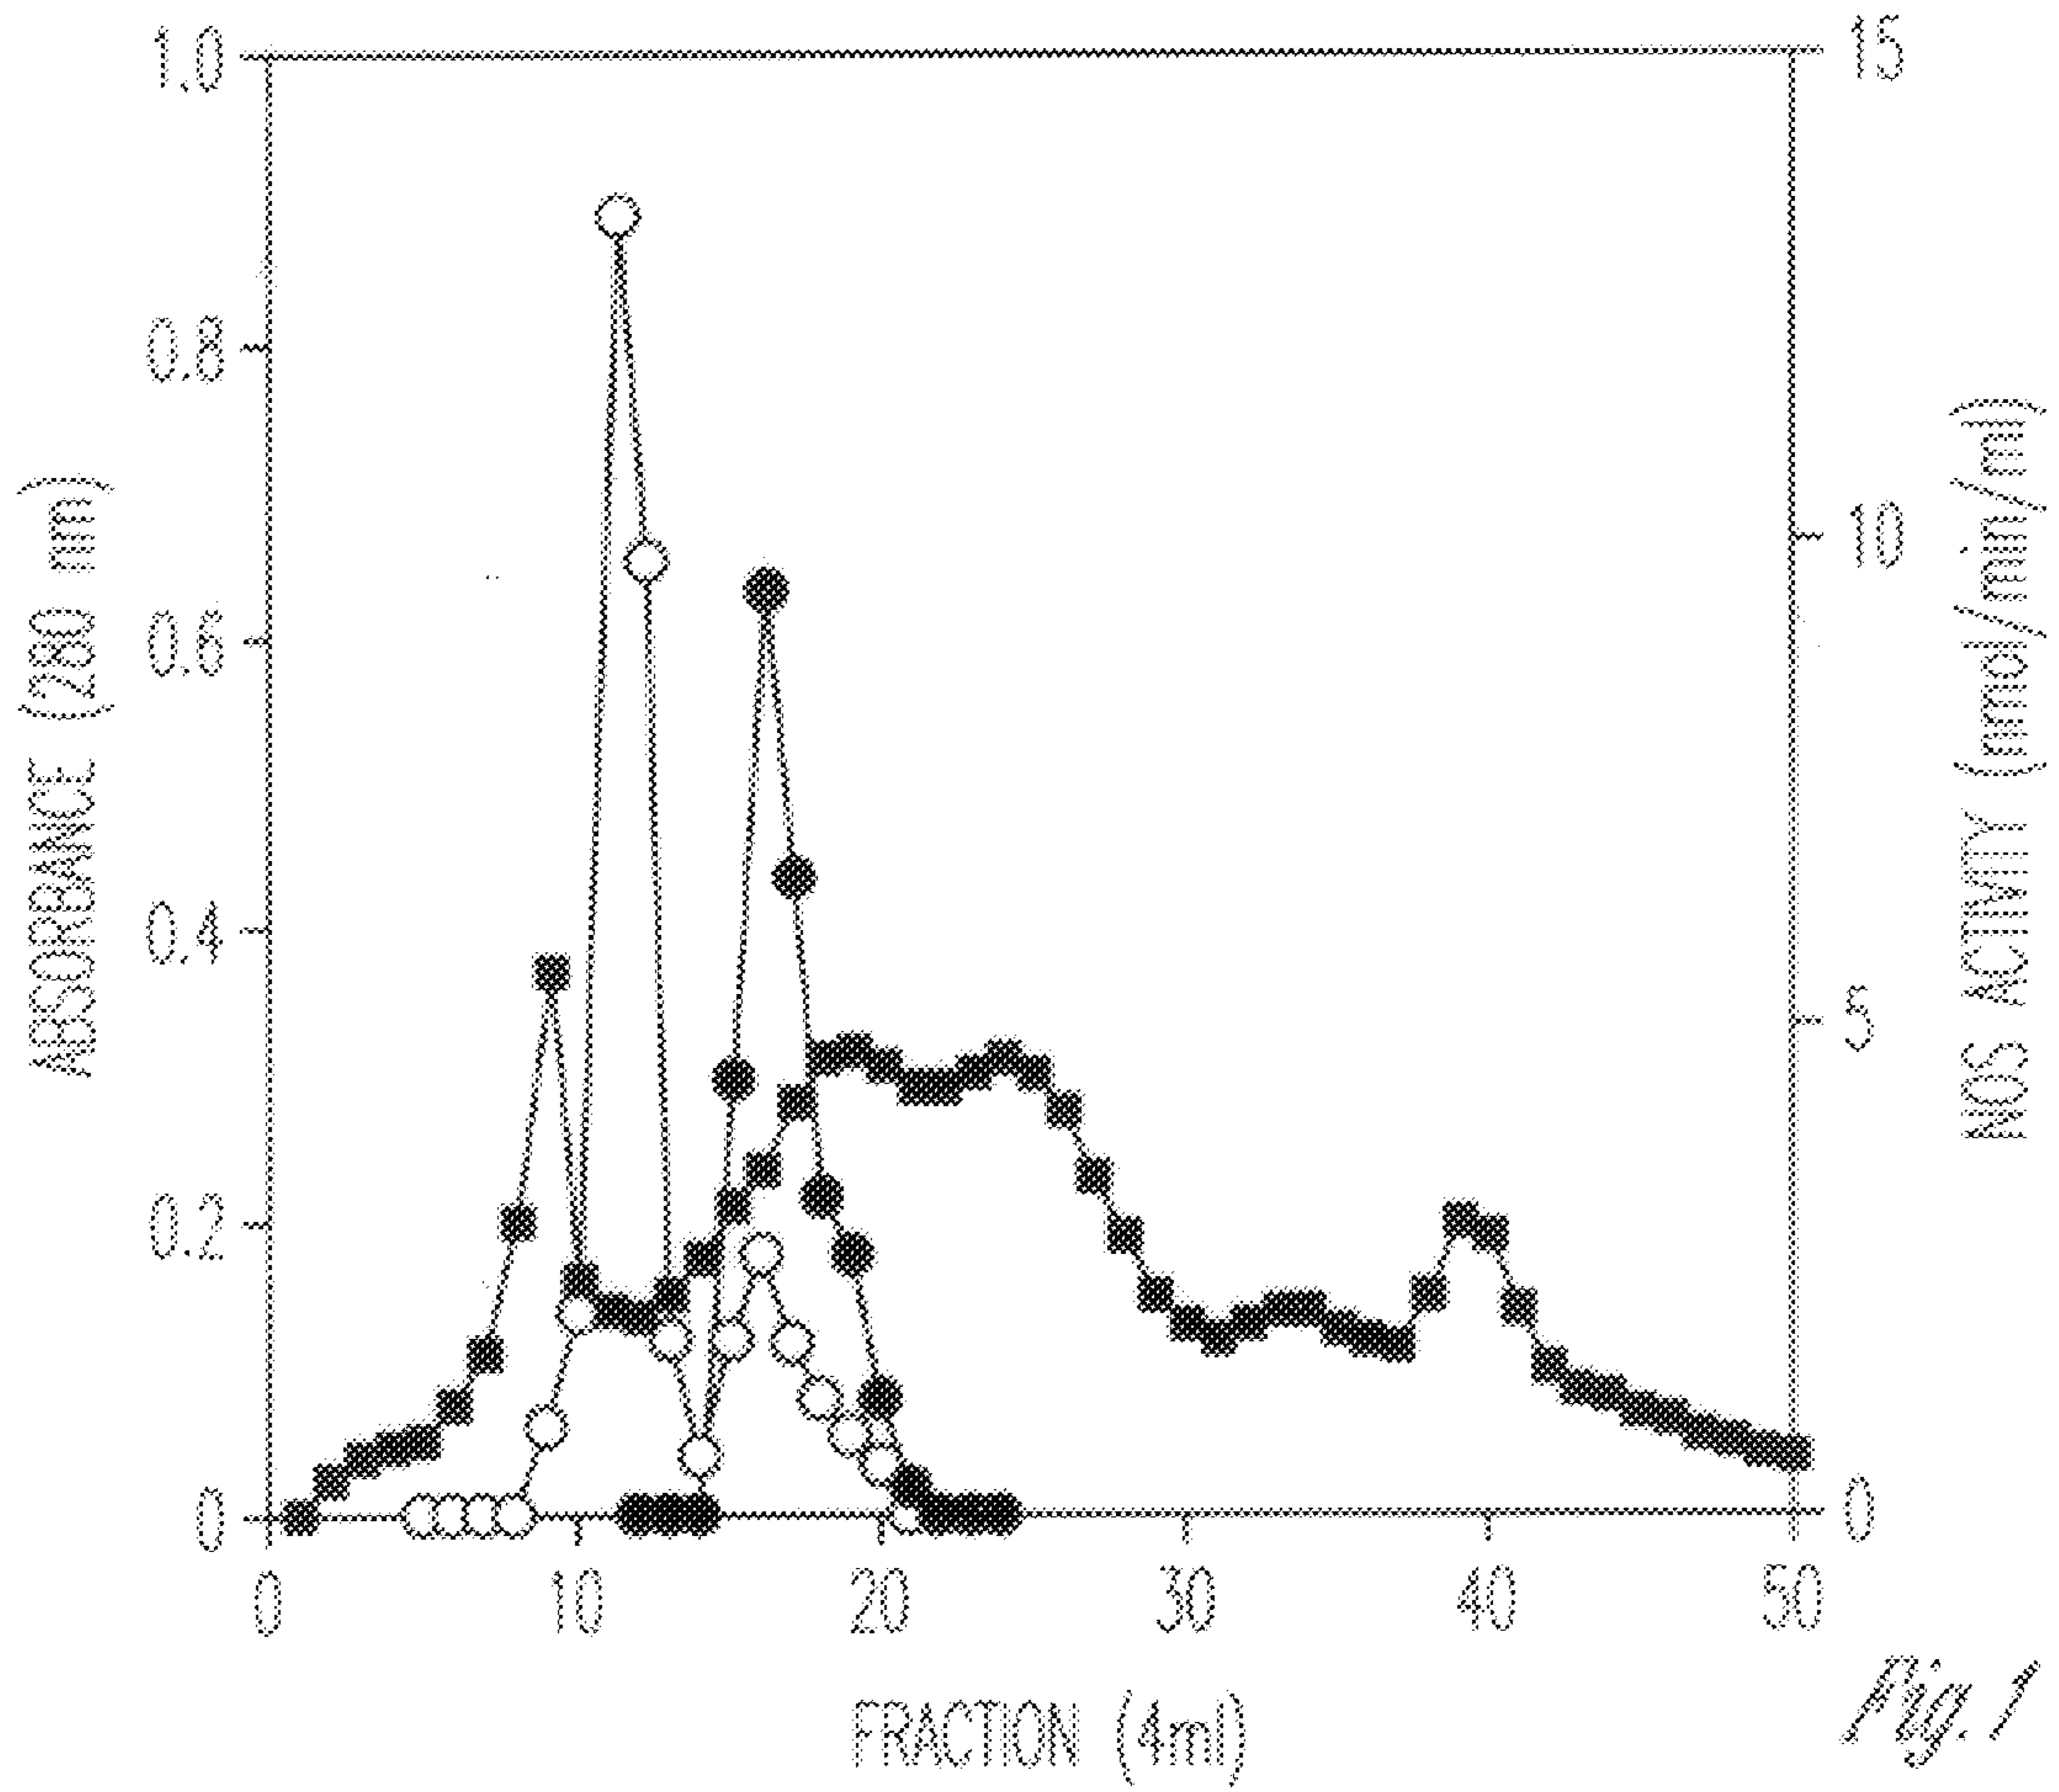 1.0
0.8
0.6
0.4
0.2
0
ABSORBANCE (280 nm)
15
10
5
0
NOS ACTIVITY (nmol/min/ml)
0 10 20 30 40 50
FRACTION (4ml)
Fig. 1